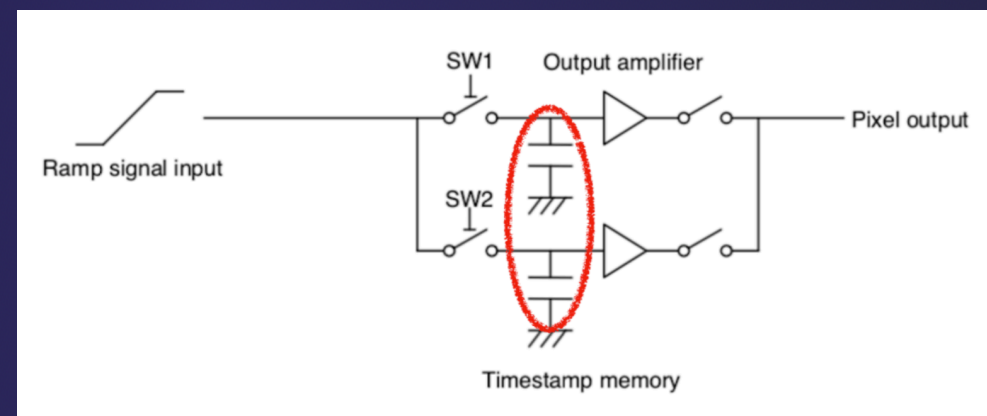 SW1
Output amplifier
Ramp signal input
Pixel output
SW2
Timestamp memory